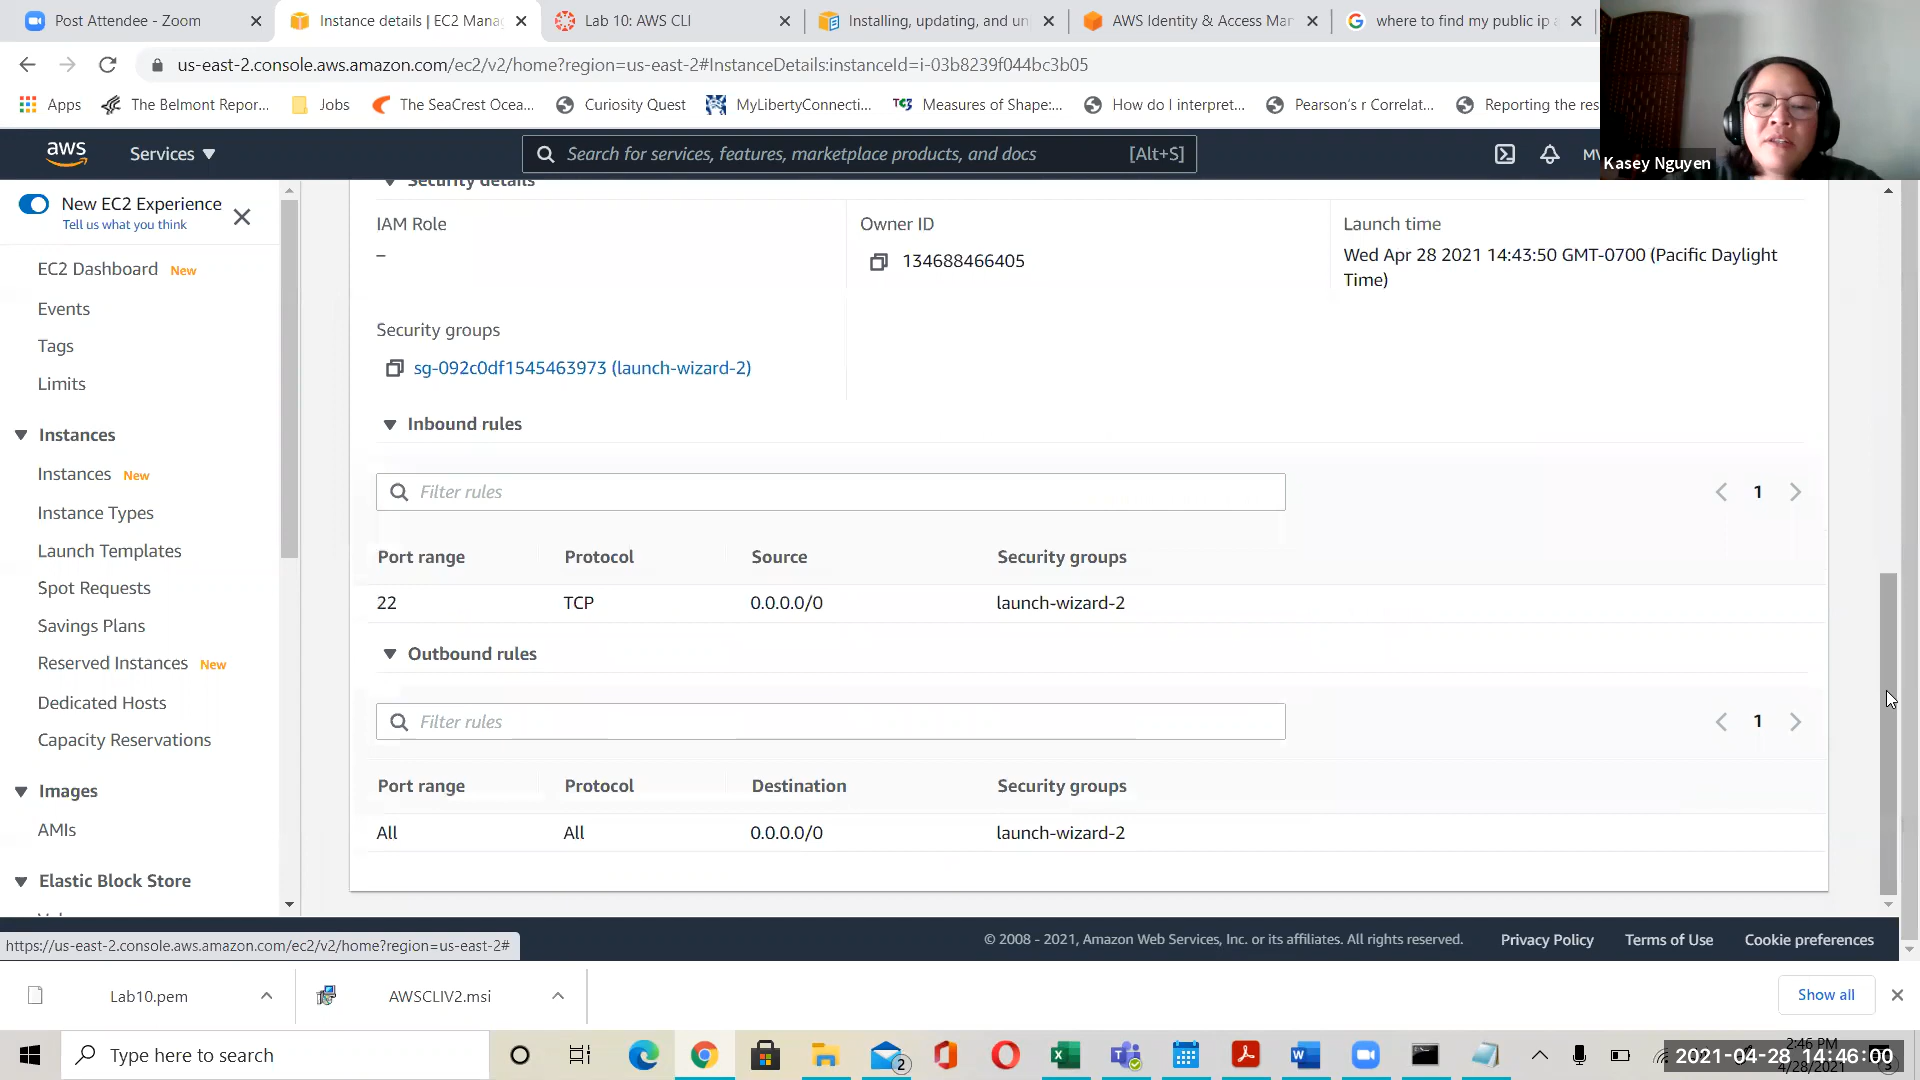 Post Attendee - Zoom
Instance details | EC2 Mana
Lab 10: AWS CLI
Installing, updating, and un
AWS Identity & Access Man
where to find my public ip a
us-east-2.console.aws.amazon.com/ec2/v2/home?region=us-east-2#InstanceDetails:instanceId=i-03b8239f044bc3b05
Apps
The Belmont Repor...
Jobs
The SeaCrest Ocea...
Curiosity Quest
MyLibertyConnecti...
Measures of Shape:...
How do I interpret...
Pearson's r Correlat...
Reporting the res
aws
Services
Search for services, features, marketplace products, and docs
[Alt+S]
Kasey Nguyen
New EC2 Experience
Tell us what you think
EC2 Dashboard New
Events
Tags
Limits
Instances
Instances New
Instance Types
Launch Templates
Spot Requests
Savings Plans
Reserved Instances New
Dedicated Hosts
Capacity Reservations
Images
AMIs
Elastic Block Store
Security details
IAM Role
–
Owner ID
134688466405
Launch time
Wed Apr 28 2021 14:43:50 GMT-0700 (Pacific Daylight
Time)
Security groups
sg-092c0df1545463973 (launch-wizard-2)
Inbound rules
Filter rules
1
Port range Protocol Source Security groups
22 TCP 0.0.0.0/0 launch-wizard-2
Outbound rules
Filter rules
1
Port range Protocol Destination Security groups
All All 0.0.0.0/0 launch-wizard-2
https://us-east-2.console.aws.amazon.com/ec2/v2/home?region=us-east-2#
© 2008 - 2021, Amazon Web Services, Inc. or its affiliates. All rights reserved.
Privacy Policy
Terms of Use
Cookie preferences
Lab10.pem
AWSCLIV2.msi
Show all
Type here to search
2
2:46 PM
4/28/2021
2021-04-28 14:46:00